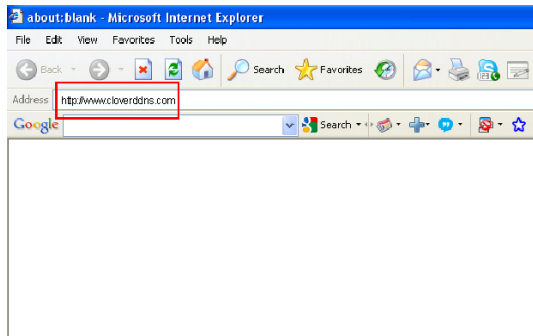 about:blank - Microsoft Internet Explorer
File Edit View Favorites Tools Help
Back Search Favorites
Address http://www.cloverddns.com
Google Search